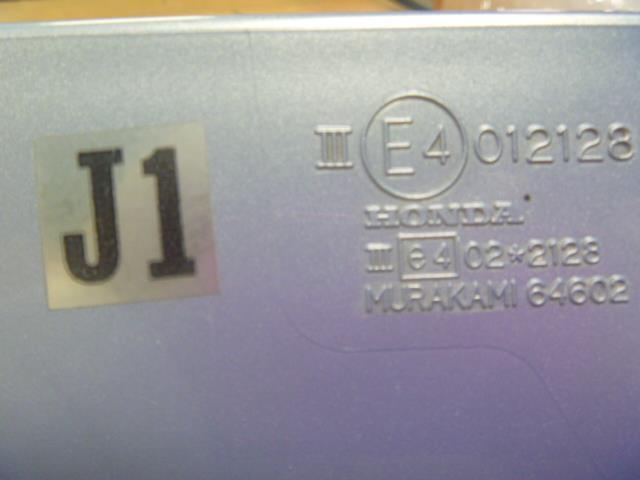 J1
III E4 012128
HONDA
III e4 02*2128
MURAKAMI 64602